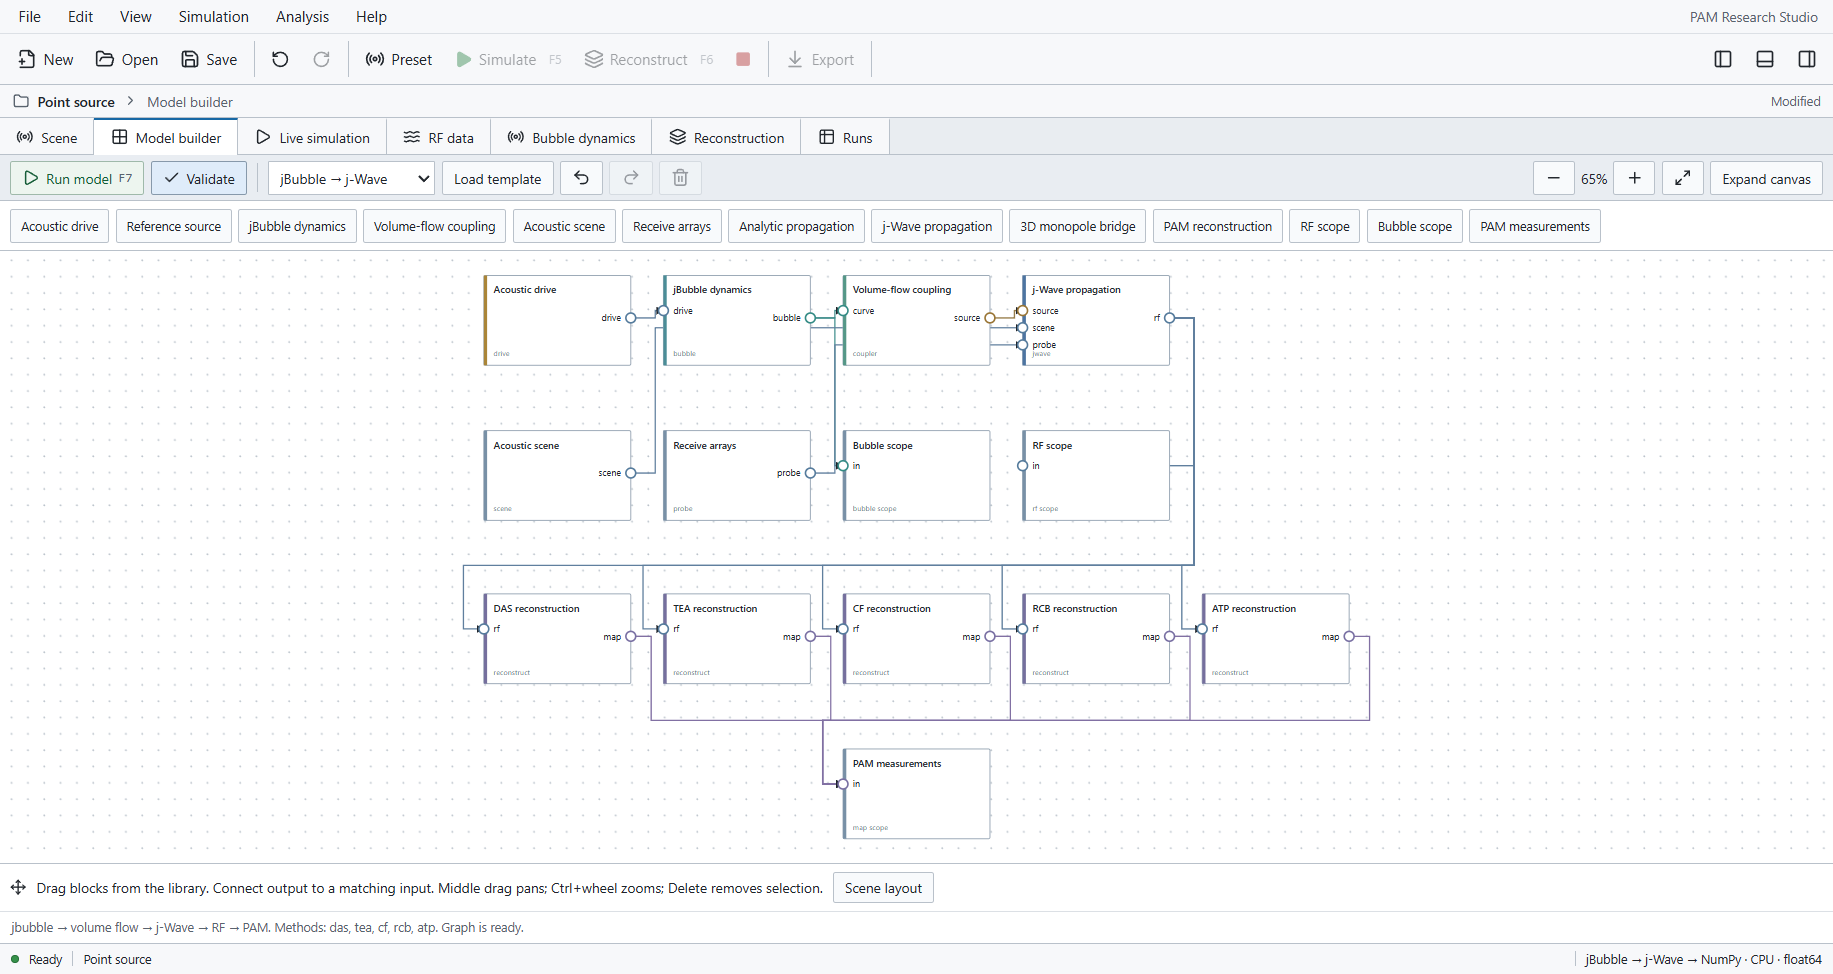 File Edit View Simulation Analysis Help PAM Research Studio
New Open Save Preset Simulate F5 Reconstruct F6 Export
Point source > Model builder Modified
Scene Model builder Live simulation RF data Bubble dynamics Reconstruction Runs
Run model F7 Validate jBubble → j-Wave Load template 65% Expand canvas
Acoustic drive Reference source jBubble dynamics Volume-flow coupling Acoustic scene Receive arrays Analytic propagation j-Wave propagation 3D monopole bridge PAM reconstruction RF scope Bubble scope PAM measurements
Acoustic drive jBubble dynamics Volume-flow coupling j-Wave propagation
drive curve source
drive bubble source rf
scene
probe
drive bubble coupler jwave
Acoustic scene Receive arrays Bubble scope RF scope
in in
scene probe
scene probe bubble scope rf scope
DAS reconstruction TEA reconstruction CF reconstruction RCB reconstruction ATP reconstruction
rf rf rf rf rf
map map map map map
reconstruct reconstruct reconstruct reconstruct reconstruct
PAM measurements
in
map scope
Drag blocks from the library. Connect output to a matching input. Middle drag pans; Ctrl+wheel zooms; Delete removes selection. Scene layout
jbubble → volume flow → j-Wave → RF → PAM. Methods: das, tea, cf, rcb, atp. Graph is ready.
Ready Point source jBubble → j-Wave → NumPy · CPU · float64